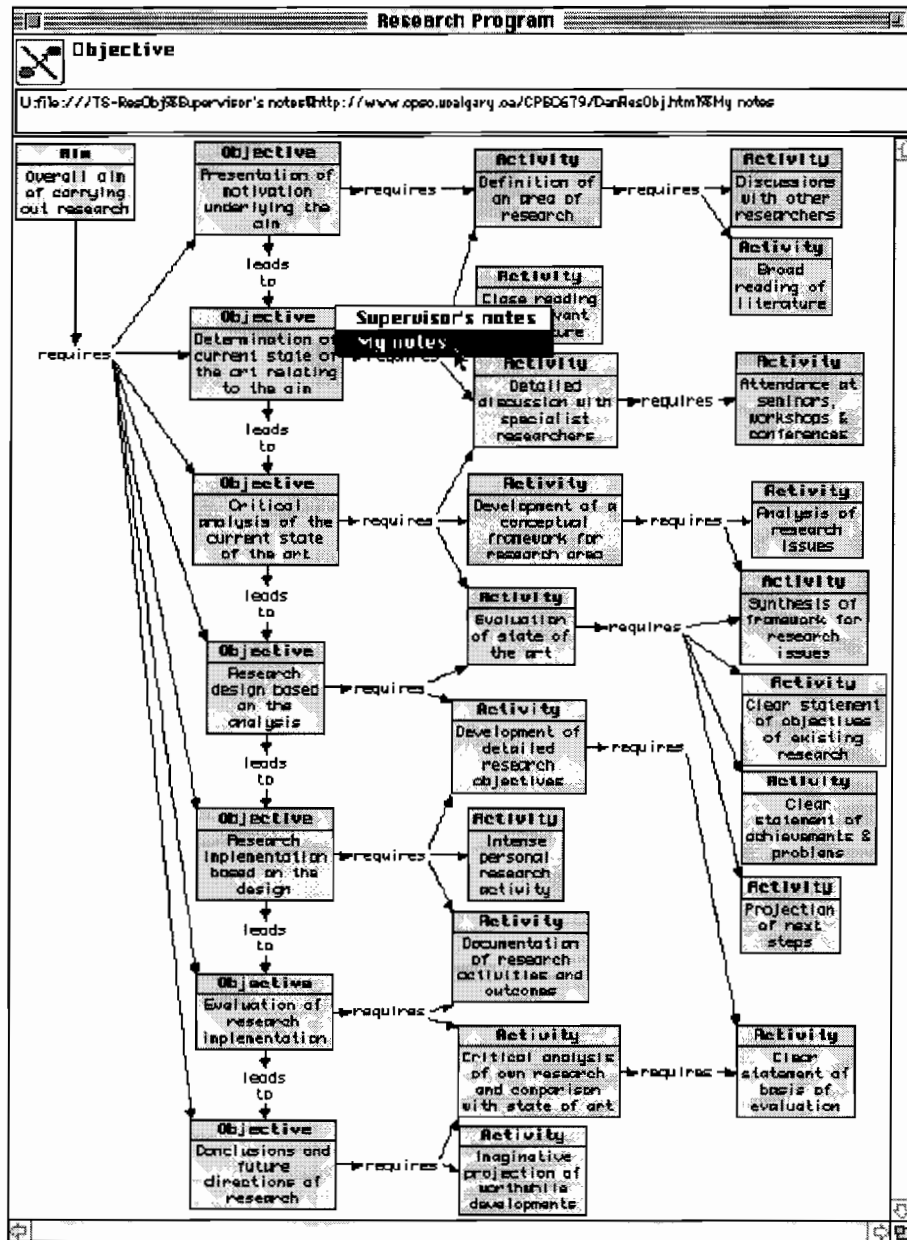 Research Program
Objective
U:file:///TS-ResObj%Supervisor's notes http://www.cpsc.ucalgary.ca/CPSC679/DanResObj.html%My notes
Aim
Overall aim
of carrying
out research
requires
Objective
Presentation of
motivation
underlying the
aim
leads
to
Objective
Determination of
current state of
the art relating
to the aim
leads
to
Objective
Critical
analysis of the
current state
of the art
leads
to
Objective
Research
design based
on the
analysis
leads
to
Objective
Research
implementation
based on the
design
leads
to
Objective
Evaluation of
research
implementation
leads
to
Objective
Conclusions and
future
directions of
research
requires
Supervisor's notes
My notes
requires
requires
requires
requires
requires
requires
Activity
Definition of
an area of
research
Activity
Close reading
Activity
Detailed
discussion with
specialist
researchers
Activity
Development of a
conceptual
framework for
research area
Activity
Evaluation
of state of
the art
Activity
Development of
detailed
research
objectives
Activity
Intense
personal
research
activity
Activity
Documentation
of research
activities and
outcomes
Activity
Critical analysis
of own research
and comparison
with state of art
Activity
Imaginative
projection of
worthwhile
developments
requires
requires
requires
requires
requires
requires
Activity
Discussions
with other
researchers
Activity
Broad
reading of
literature
Activity
Attendance at
seminars,
workshops &
conferences
Activity
Analysis of
research
issues
Activity
Synthesis of
framework for
research
issues
Activity
Clear statement
of objectives
of existing
research
Activity
Clear
statement of
achievements &
problems
Activity
Projection
of next
steps
Activity
Clear
statement of
basis of
evaluation